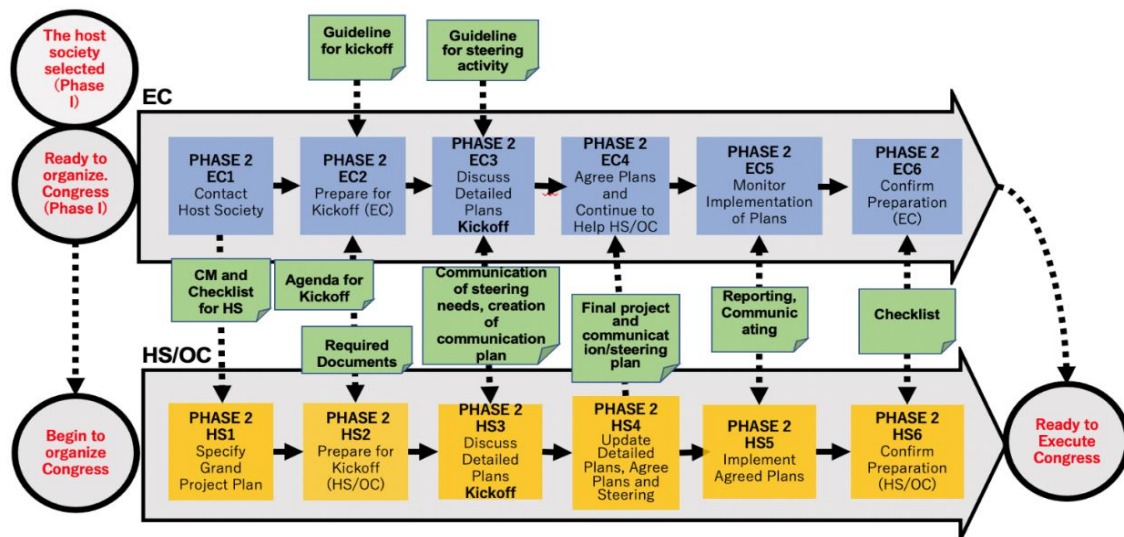 The host
society
selected
(Phase
I)
Guideline
for kickoff
Guideline
for steering
activity
EC
Ready to
organize.
Congress
(Phase I)
PHASE 2
EC1
Contact
Host Society
PHASE 2
EC2
Prepare for
Kickoff (EC)
PHASE 2
EC3
Discuss
Detailed
Plans
Kickoff
PHASE 2
EC4
Agree Plans
and
Continue to
Help HS/OC
PHASE 2
EC5
Monitor
Implementation
of Plans
PHASE 2
EC6
Confirm
Preparation
(EC)
CM and
Checklist
for HS
Agenda for
Kickoff
Required
Documents
Communication
of steering
needs, creation
of
communication
plan
Final project
and
communicat
ion/steering
plan
Reporting,
Communic
ating
Checklist
HS/OC
Begin to
organize
Congress
PHASE 2
HS1
Specify
Grand
Project Plan
PHASE 2
HS2
Prepare for
Kickoff
(HS/OC)
PHASE 2
HS3
Discuss
Detailed
Plans
Kickoff
PHASE 2
HS4
Update
Detailed
Plans, Agree
Plans and
Steering
PHASE 2
HS5
Implement
Agreed Plans
PHASE 2
HS6
Confirm
Preparation
(HS/OC)
Ready to
Execute
Congress